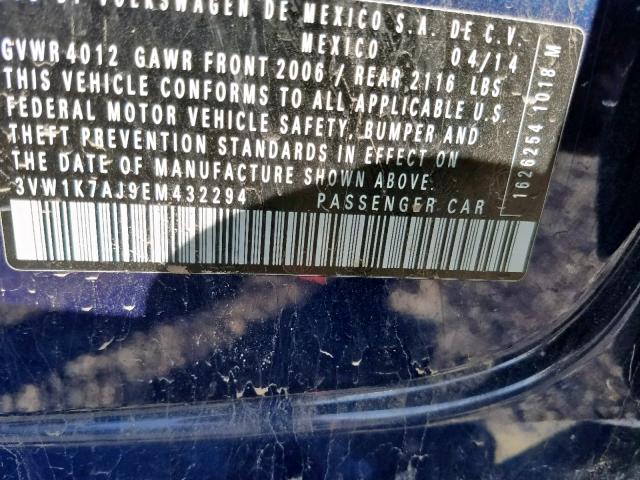 VOLKSWAGEN DE MEXICO S.A. DE C.V.
MEXICO 04/14
GVWR 4012 GAWR FRONT 2006 / REAR 2116 LBS
THIS VEHICLE CONFORMS TO ALL APPLICABLE U.S.
FEDERAL MOTOR VEHICLE SAFETY, BUMPER AND
THEFT PREVENTION STANDARDS IN EFFECT ON
THE DATE OF MANUFACTURE SHOWN ABOVE.
3VW1K7AJ9EM432294 PASSENGER CAR
1626254 1018 M